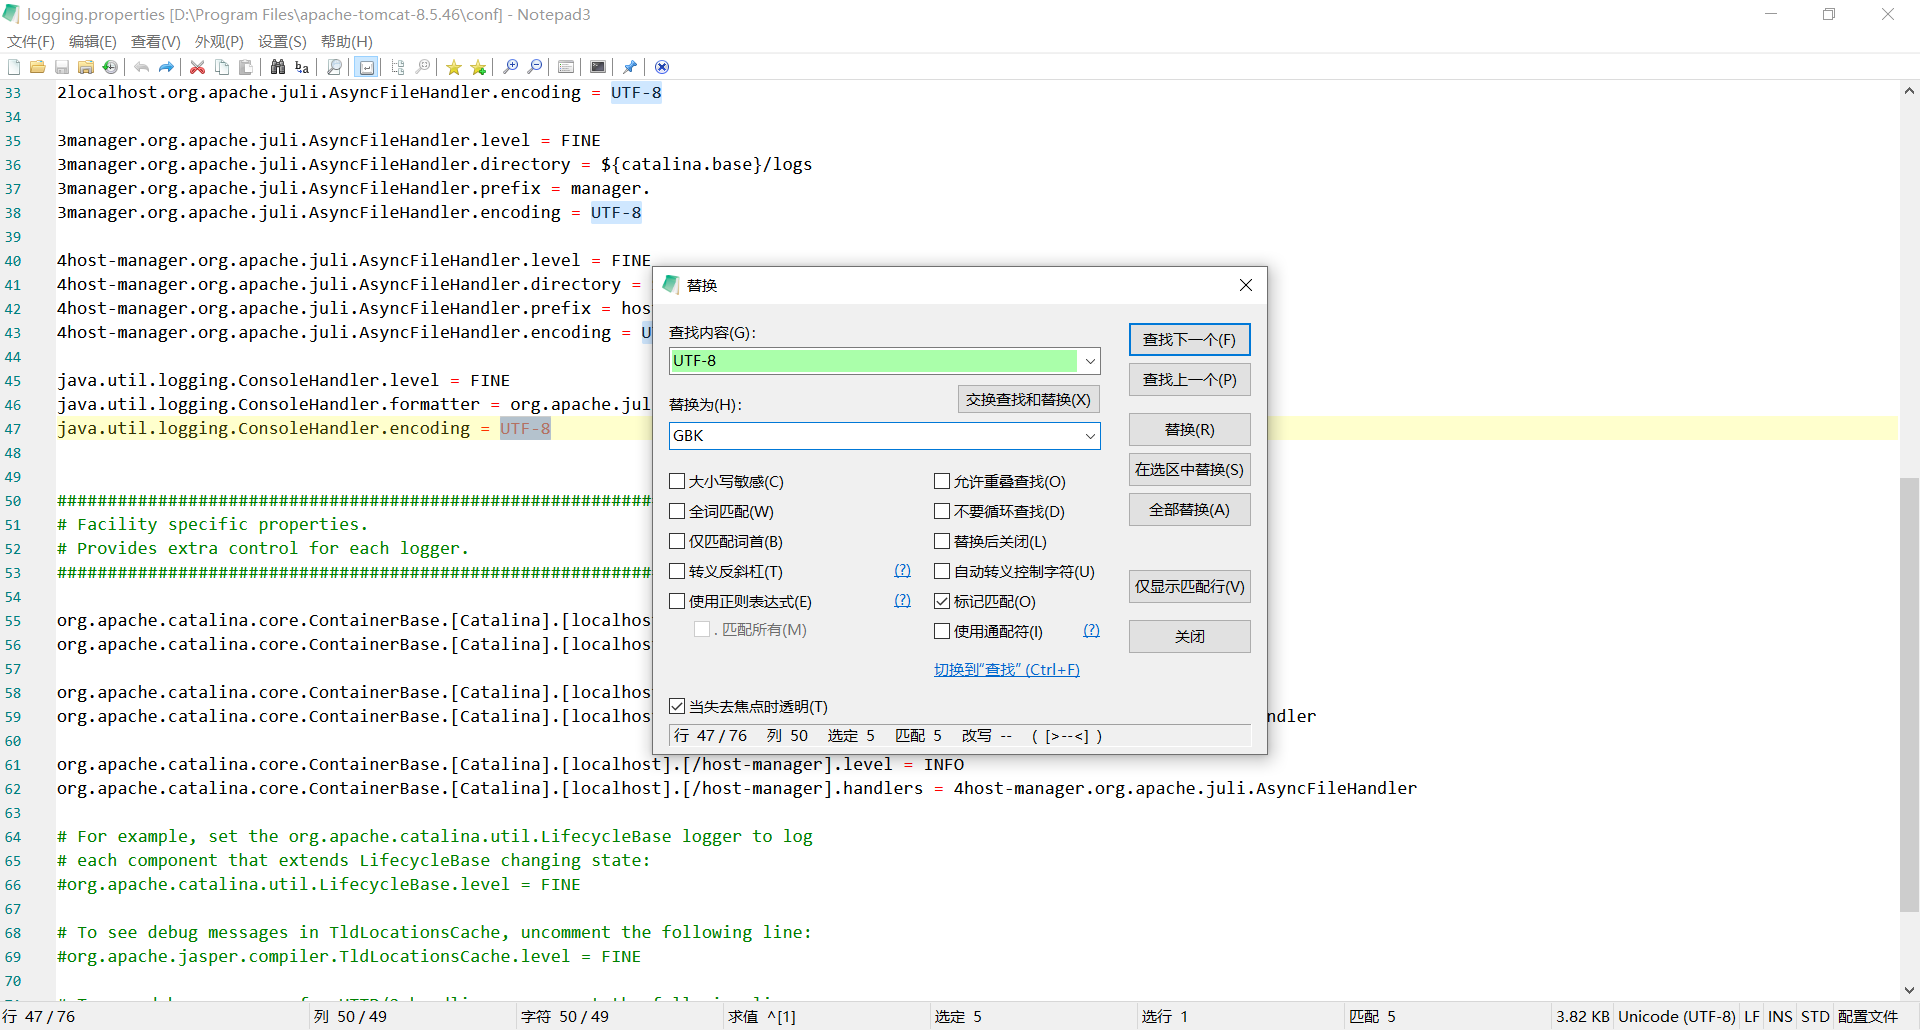 logging.properties [D:\Program Files\apache-tomcat-8.5.46\conf] - Notepad3
文件(F) 编辑(E) 查看(V) 外观(P) 设置(S) 帮助(H)
33 2localhost.org.apache.juli.AsyncFileHandler.encoding = UTF-8
34
35 3manager.org.apache.juli.AsyncFileHandler.level = FINE
36 3manager.org.apache.juli.AsyncFileHandler.directory = ${catalina.base}/logs
37 3manager.org.apache.juli.AsyncFileHandler.prefix = manager.
38 3manager.org.apache.juli.AsyncFileHandler.encoding = UTF-8
39
40 4host-manager.org.apache.juli.AsyncFileHandler.level = FINE
41 4host-manager.org.apache.juli.AsyncFileHandler.directory =
42 4host-manager.org.apache.juli.AsyncFileHandler.prefix = hos
43 4host-manager.org.apache.juli.AsyncFileHandler.encoding = U
44
45 java.util.logging.ConsoleHandler.level = FINE
46 java.util.logging.ConsoleHandler.formatter = org.apache.jul
47 java.util.logging.ConsoleHandler.encoding = UTF-8
48
49
50 ###########################################################
51 # Facility specific properties.
52 # Provides extra control for each logger.
53 ###########################################################
54
55 org.apache.catalina.core.ContainerBase.[Catalina].[localhos
56 org.apache.catalina.core.ContainerBase.[Catalina].[localhos
57
58 org.apache.catalina.core.ContainerBase.[Catalina].[localhos
59 org.apache.catalina.core.ContainerBase.[Catalina].[localhos ndler
60
61 org.apache.catalina.core.ContainerBase.[Catalina].[localhost].[/host-manager].level = INFO
62 org.apache.catalina.core.ContainerBase.[Catalina].[localhost].[/host-manager].handlers = 4host-manager.org.apache.juli.AsyncFileHandler
63
64 # For example, set the org.apache.catalina.util.LifecycleBase logger to log
65 # each component that extends LifecycleBase changing state:
66 #org.apache.catalina.util.LifecycleBase.level = FINE
67
68 # To see debug messages in TldLocationsCache, uncomment the following line:
69 #org.apache.jasper.compiler.TldLocationsCache.level = FINE
70
替换
查找内容(G):
UTF-8
替换为(H):
交换查找和替换(X)
GBK
大小写敏感(C)
全词匹配(W)
仅匹配词首(B)
转义反斜杠(T) (?)
使用正则表达式(E) (?)
. 匹配所有(M)
允许重叠查找(O)
不要循环查找(D)
替换后关闭(L)
自动转义控制字符(U)
标记匹配(O)
使用通配符(I) (?)
切换到“查找” (Ctrl+F)
当失去焦点时透明(T)
行 47 / 76 列 50 选定 5 匹配 5 改写 -- ( [>--<] )
查找下一个(F)
查找上一个(P)
替换(R)
在选区中替换(S)
全部替换(A)
仅显示匹配行(V)
关闭
行 47 / 76 列 50 / 49 字符 50 / 49 求值 ^[1] 选定 5 选行 1 匹配 5 3.82 KB Unicode (UTF-8) LF INS STD 配置文件